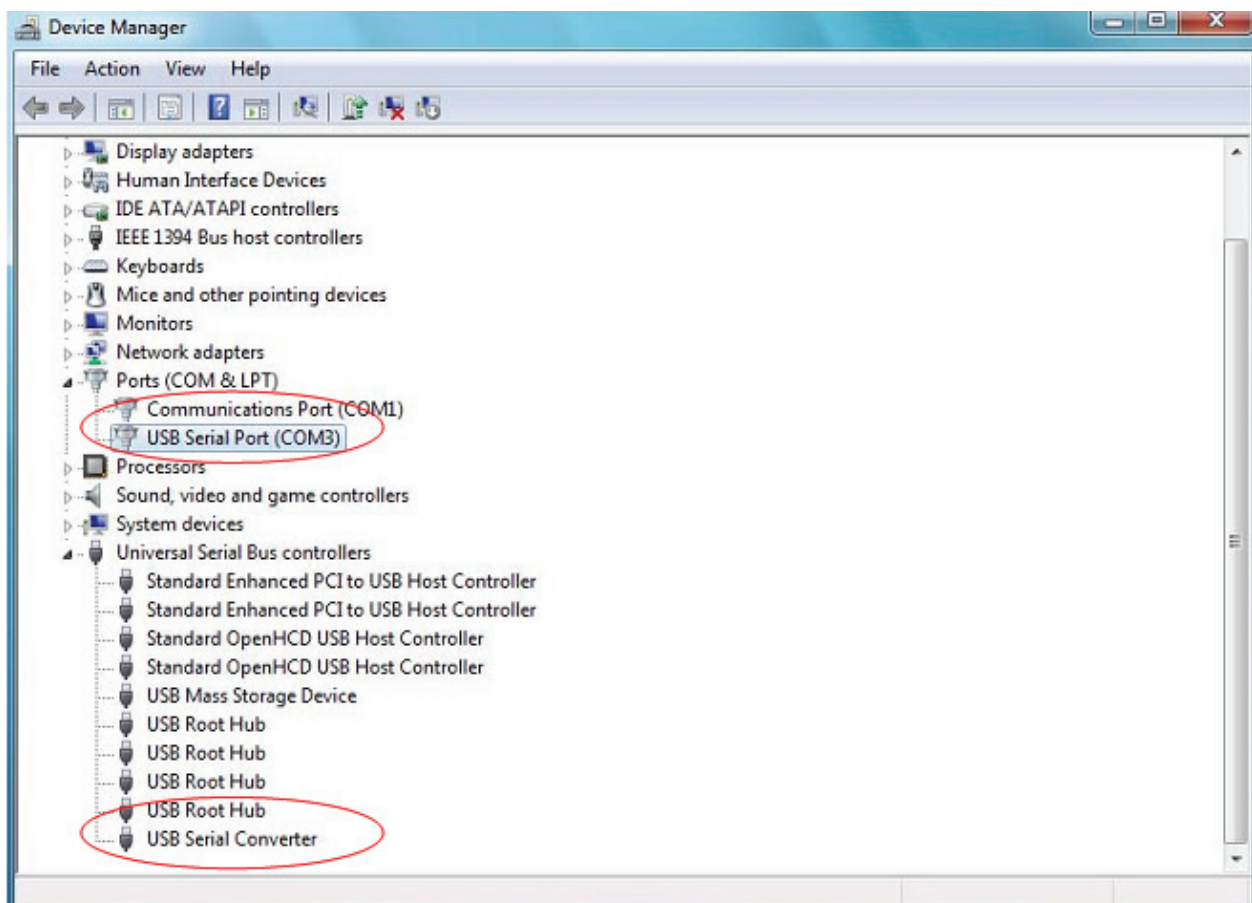 Device Manager
File Action View Help
Display adapters
Human Interface Devices
IDE ATA/ATAPI controllers
IEEE 1394 Bus host controllers
Keyboards
Mice and other pointing devices
Monitors
Network adapters
Ports (COM & LPT)
Communications Port (COM1)
USB Serial Port (COM3)
Processors
Sound, video and game controllers
System devices
Universal Serial Bus controllers
Standard Enhanced PCI to USB Host Controller
Standard Enhanced PCI to USB Host Controller
Standard OpenHCD USB Host Controller
Standard OpenHCD USB Host Controller
USB Mass Storage Device
USB Root Hub
USB Root Hub
USB Root Hub
USB Root Hub
USB Serial Converter